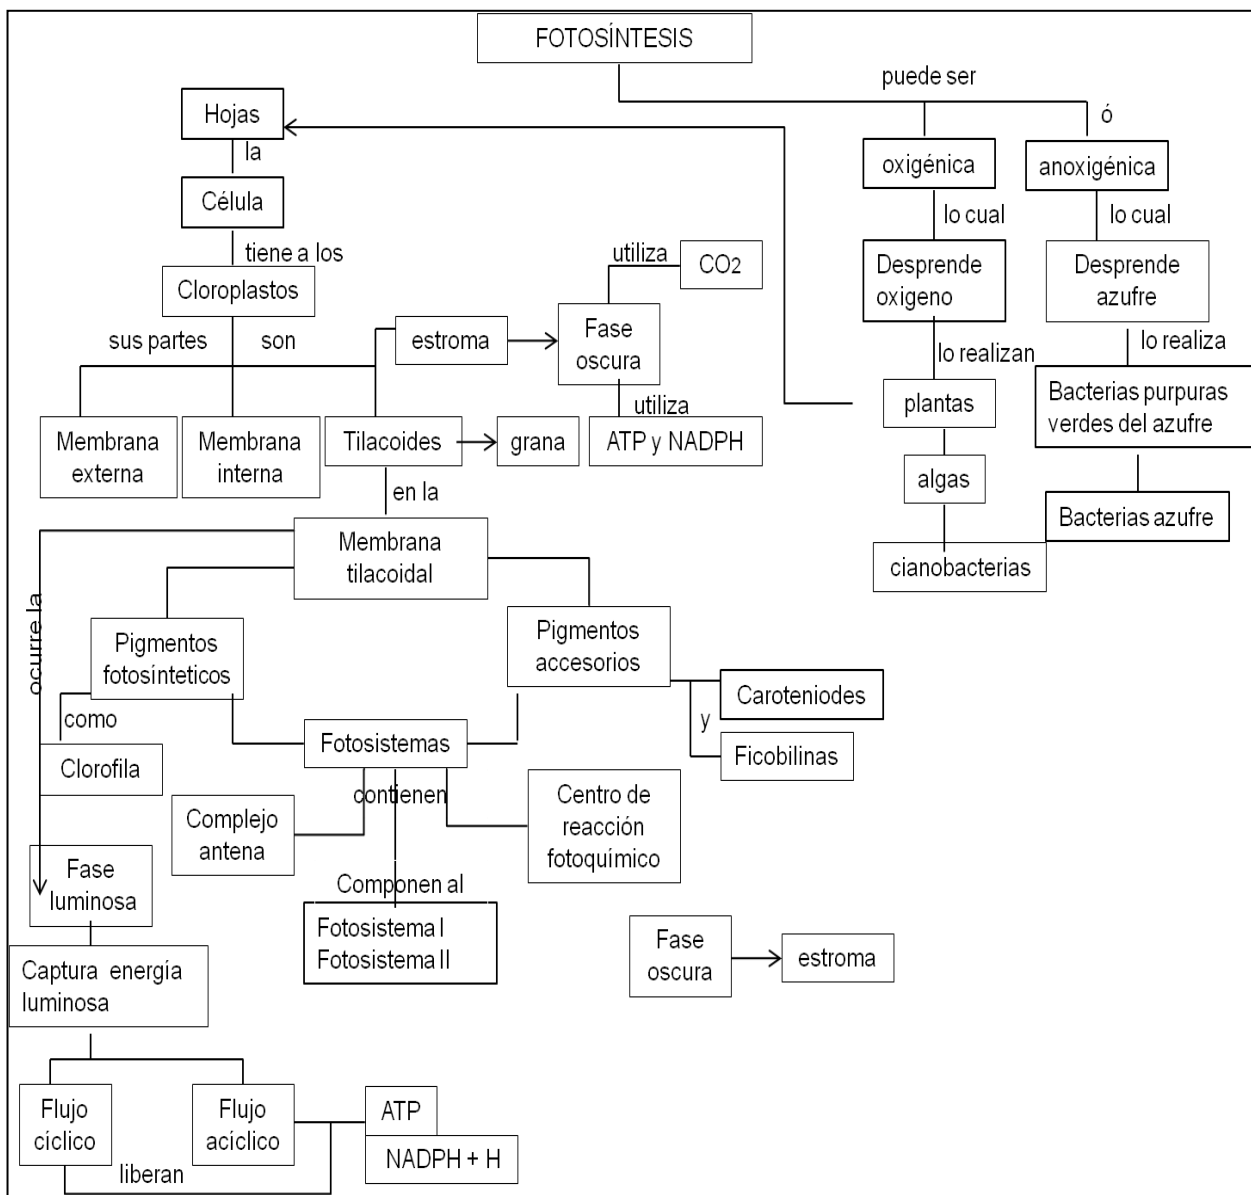 FOTOSÍNTESIS
puede ser
ó
Hojas
la
Célula
tiene a los
Cloroplastos
sus partes
son
oxigénica
anoxigénica
lo cual
lo cual
Desprende
oxigeno
Desprende
azufre
lo realizan
lo realiza
plantas
Bacterias purpuras
verdes del azufre
algas
Bacterias azufre
cianobacterias
utiliza
CO2
estroma
Fase
oscura
utiliza
ATP y NADPH
Membrana
externa
Membrana
interna
Tilacoides
grana
en la
Membrana
tilacoidal
ocurre la
Pigmentos
fotosínteticos
Pigmentos
accesorios
como
Clorofila
Fotosistemas
Caroteniodes
y
Ficobilinas
contienen
Complejo
antena
Centro de
reacción
fotoquímico
Componen al
Fotosistema I
Fotosistema II
Fase
luminosa
Fase
oscura
estroma
Captura energía
luminosa
Flujo
cíclico
Flujo
acíclico
ATP
NADPH + H
liberan